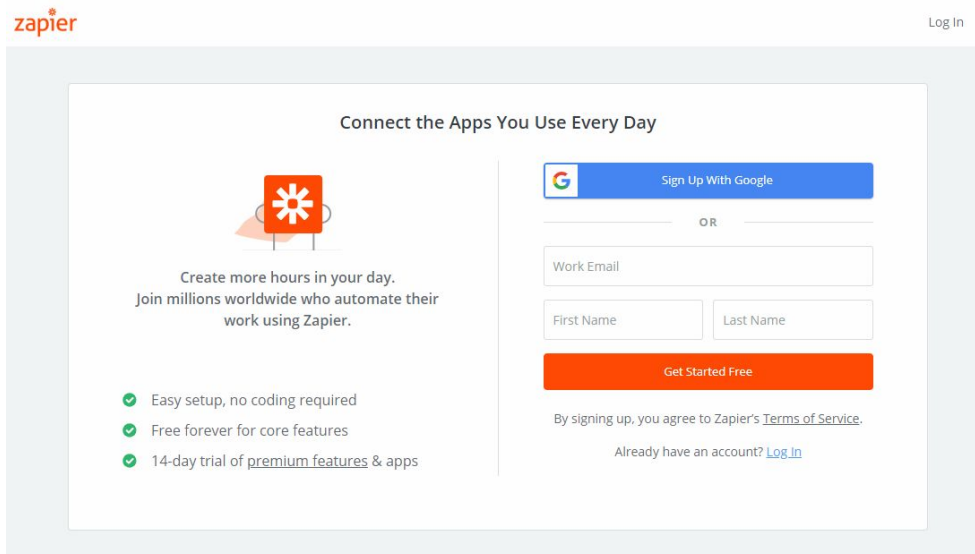 zapier
Log In
Connect the Apps You Use Every Day
Create more hours in your day.
Join millions worldwide who automate their
work using Zapier.
Easy setup, no coding required
Free forever for core features
14-day trial of premium features & apps
G
Sign Up With Google
OR
Work Email
First Name
Last Name
Get Started Free
By signing up, you agree to Zapier's Terms of Service.
Already have an account? Log In